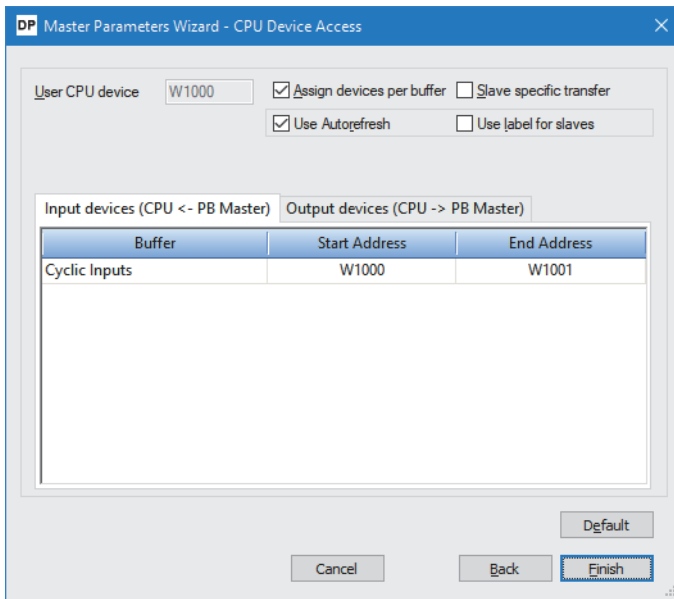 DP Master Parameters Wizard - CPU Device Access
User CPU device W1000 Assign devices per buffer Slave specific transfer
Use Autorefresh Use label for slaves
Input devices (CPU <- PB Master) Output devices (CPU -> PB Master)
Buffer Start Address End Address
Cyclic Inputs W1000 W1001
Default
Cancel Back Finish